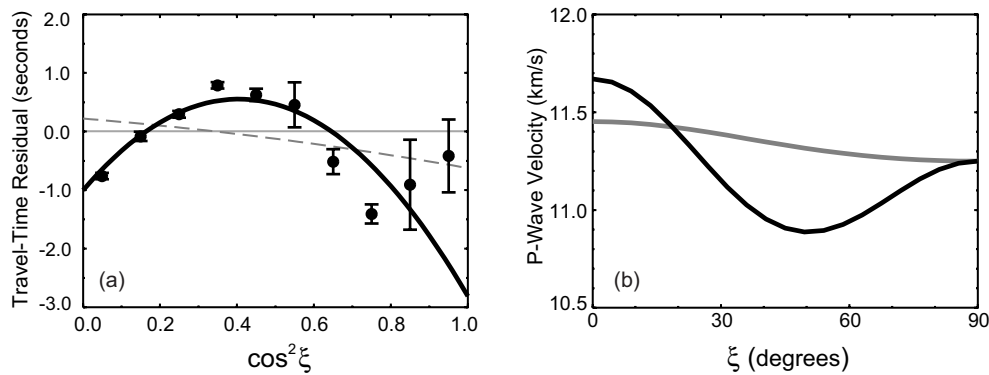 2.0
1.0
0.0
-1.0
-2.0
-3.0
Travel-Time Residual (seconds)
(a)
0.0 0.2 0.4 0.6 0.8 1.0
cos²ξ
12.0
11.5
11.0
10.5
P-Wave Velocity (km/s)
(b)
0 30 60 90
ξ (degrees)